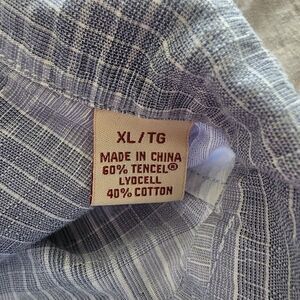 XL/TG
MADE IN CHINA
60% TENCEL®
LYOCELL
40% COTTON